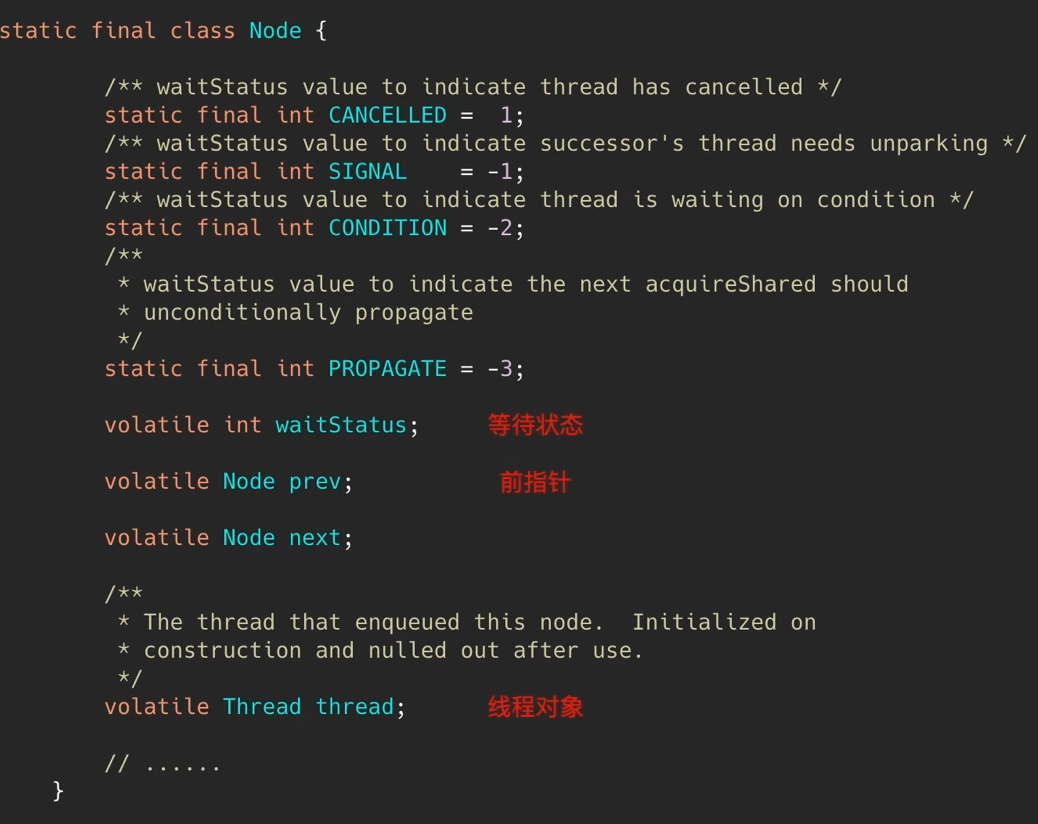 static final class Node {
/** waitStatus value to indicate thread has cancelled */
static final int CANCELLED =  1;
/** waitStatus value to indicate successor's thread needs unparking */
static final int SIGNAL    = -1;
/** waitStatus value to indicate thread is waiting on condition */
static final int CONDITION = -2;
/**
* waitStatus value to indicate the next acquireShared should
* unconditionally propagate
*/
static final int PROPAGATE = -3;
volatile int waitStatus; 等待状态
volatile Node prev; 前指针
volatile Node next;
/**
* The thread that enqueued this node.  Initialized on
* construction and nulled out after use.
*/
volatile Thread thread; 线程对象
// ......
}